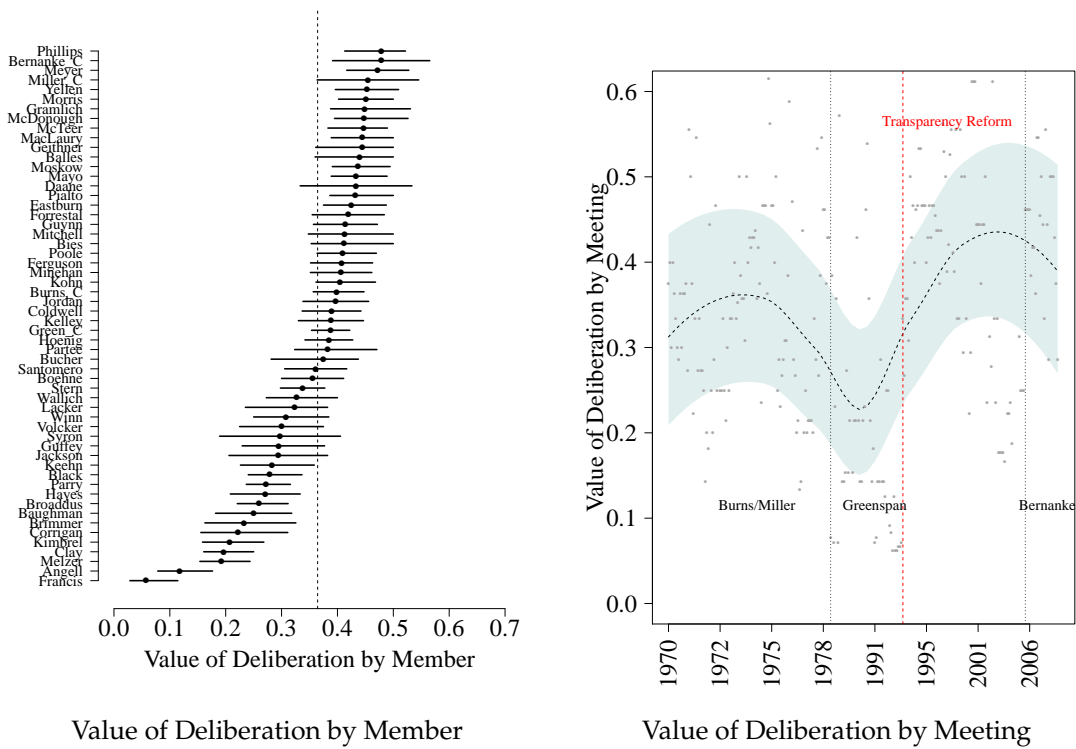 Phillips
Bernanke_C
Meyer
Miller_C
Yellen
Morris
Gramlich
McDonough
McTeer
MacLaury
Geithner
Balles
Moskow
Mayo
Daane
Pialto
Eastburn
Forrestal
Guynn
Mitchell
Bies
Poole
Ferguson
Minehan
Kohn
Burns_C
Jordan
Coldwell
Kelley
Green_C
Hoenig
Partee
Bucher
Santomero
Boehne
Stern
Wallich
Lacker
Winn
Volcker
Syron
Guffey
Jackson
Keehn
Black
Parry
Hayes
Broaddus
Baughman
Brimmer
Corrigan
Kimbrel
Clay
Melzer
Angell
Francis
0.0 0.1 0.2 0.3 0.4 0.5 0.6 0.7
Value of Deliberation by Member
Value of Deliberation by Member
Value of Deliberation by Meeting
0.6
0.5
0.4
0.3
0.2
0.1
0.0
Transparency Reform
Burns/Miller
Greenspan
Bernanke
1970 1972 1975 1978 1991 1995 2001 2006
Value of Deliberation by Meeting